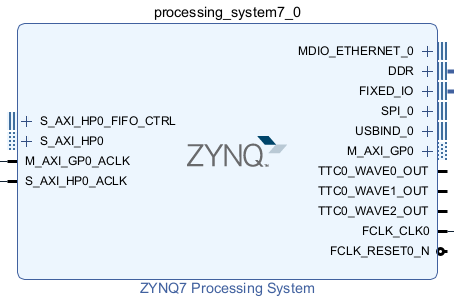 processing_system7_0
MDIO_ETHERNET_0
DDR
FIXED_IO
SPI_0
USBIND_0
M_AXI_GP0
TTC0_WAVE0_OUT
TTC0_WAVE1_OUT
TTC0_WAVE2_OUT
FCLK_CLK0
FCLK_RESET0_N
S_AXI_HP0_FIFO_CTRL
S_AXI_HP0
M_AXI_GP0_ACLK
S_AXI_HP0_ACLK
ZYNQ
ZYNQ7 Processing System